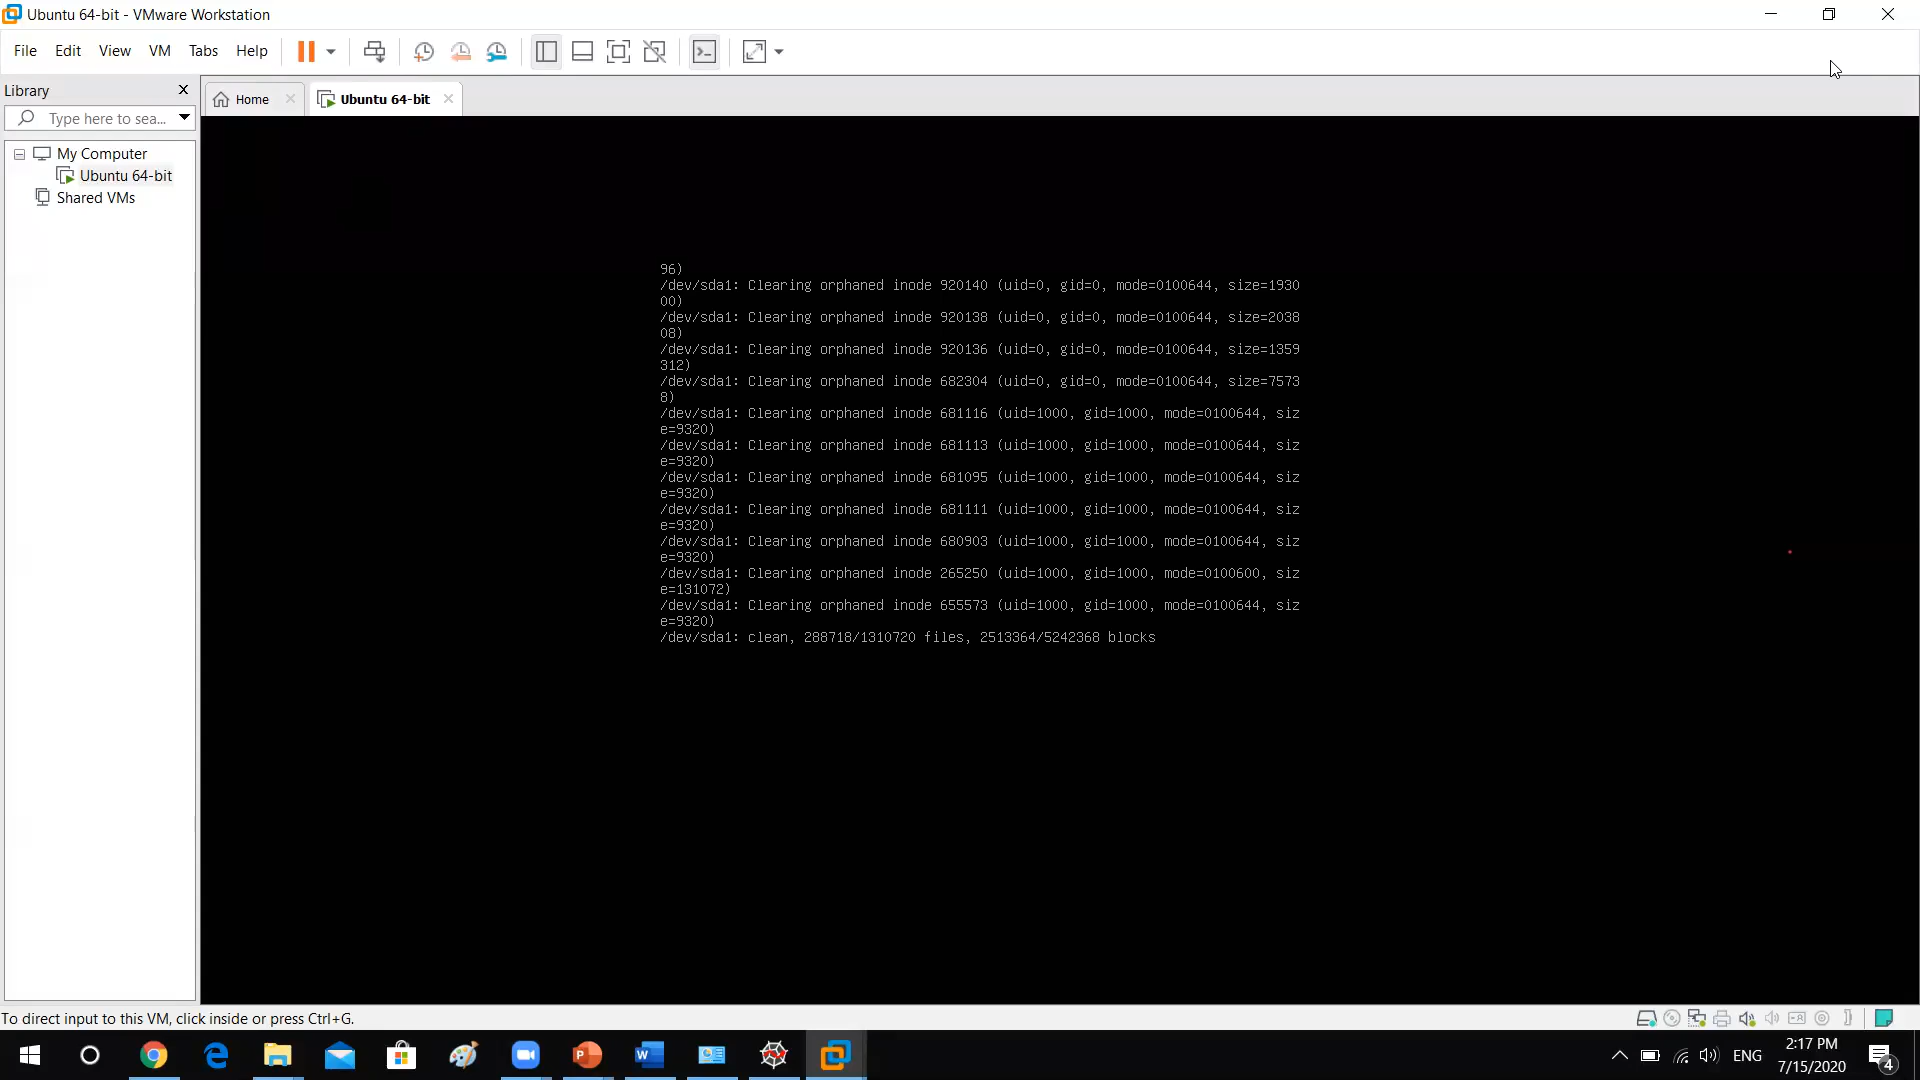 Ubuntu 64-bit - VMware Workstation
File Edit View VM Tabs Help
Library
Home
Ubuntu 64-bit
Type here to sea...
My Computer
Ubuntu 64-bit
Shared VMs
96)
/dev/sda1: Clearing orphaned inode 920140 (uid=0, gid=0, mode=0100644, size=1930
00)
/dev/sda1: Clearing orphaned inode 920138 (uid=0, gid=0, mode=0100644, size=2038
08)
/dev/sda1: Clearing orphaned inode 920136 (uid=0, gid=0, mode=0100644, size=1359
312)
/dev/sda1: Clearing orphaned inode 682304 (uid=0, gid=0, mode=0100644, size=7573
8)
/dev/sda1: Clearing orphaned inode 681116 (uid=1000, gid=1000, mode=0100644, siz
e=9320)
/dev/sda1: Clearing orphaned inode 681113 (uid=1000, gid=1000, mode=0100644, siz
e=9320)
/dev/sda1: Clearing orphaned inode 681095 (uid=1000, gid=1000, mode=0100644, siz
e=9320)
/dev/sda1: Clearing orphaned inode 681111 (uid=1000, gid=1000, mode=0100644, siz
e=9320)
/dev/sda1: Clearing orphaned inode 680903 (uid=1000, gid=1000, mode=0100644, siz
e=9320)
/dev/sda1: Clearing orphaned inode 265250 (uid=1000, gid=1000, mode=0100600, siz
e=131072)
/dev/sda1: Clearing orphaned inode 655573 (uid=1000, gid=1000, mode=0100644, siz
e=9320)
/dev/sda1: clean, 288718/1310720 files, 2513364/5242368 blocks
To direct input to this VM, click inside or press Ctrl+G.
ENG
2:17 PM
7/15/2020
4